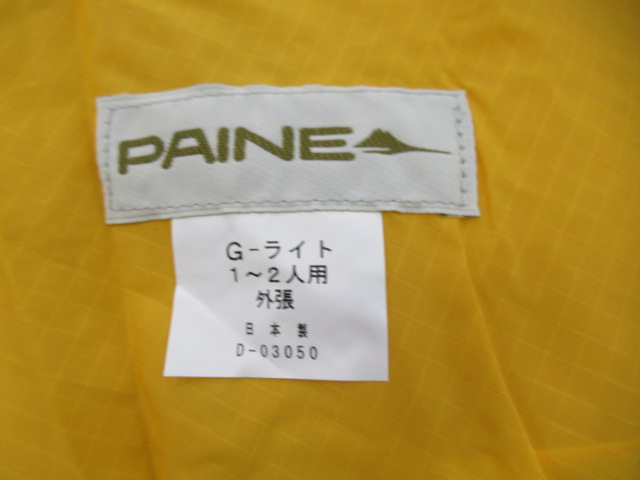 PAINE
G-ライト
1～2人用
外張
日本製
D-03050